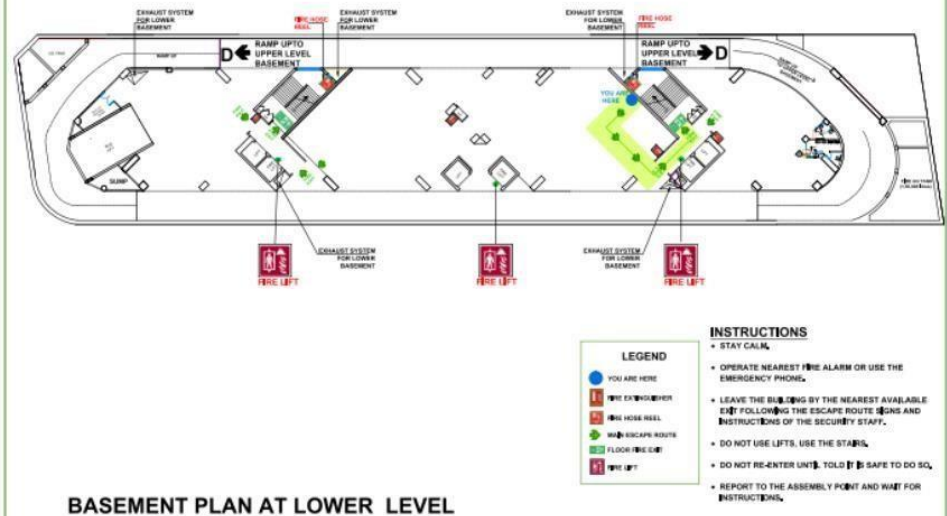 EXHAUST SYSTEM
FOR LOWER
BASEMENT
FIRE HOSE
REEL
EXHAUST SYSTEM
FOR LOWER
BASEMENT
EXHAUST SYSTEM
FOR LOWER
BASEMENT
FIRE HOSE
REEL
D
RAMP UPTO
UPPER LEVEL
BASEMENT
RAMP UPTO
UPPER LEVEL
BASEMENT
D
YOU ARE
HERE
SUMP
EXHAUST SYSTEM
FOR LOWER
BASEMENT
EXHAUST SYSTEM
FOR LOWER
BASEMENT
FIRE LIFT
FIRE LIFT
FIRE LIFT
LEGEND
YOU ARE HERE
FIRE EXTINGUISHER
FIRE HOSE REEL
MAIN ESCAPE ROUTE
FLOOR FIRE EXIT
FIRE LIFT
INSTRUCTIONS
• STAY CALM.
• OPERATE NEAREST FIRE ALARM OR USE THE
EMERGENCY PHONE.
• LEAVE THE BUILDING BY THE NEAREST AVAILABLE
EXIT FOLLOWING THE ESCAPE ROUTE SIGNS AND
INSTRUCTIONS OF THE SECURITY STAFF.
• DO NOT USE LIFTS, USE THE STAIRS.
• DO NOT RE-ENTER UNTIL TOLD IT IS SAFE TO DO SO.
• REPORT TO THE ASSEMBLY POINT AND WAIT FOR
INSTRUCTIONS.
BASEMENT PLAN AT LOWER LEVEL